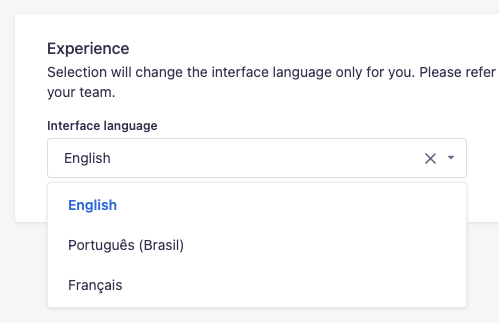 Experience
Selection will change the interface language only for you. Please refer
your team.
Interface language
English
English
Português (Brasil)
Français